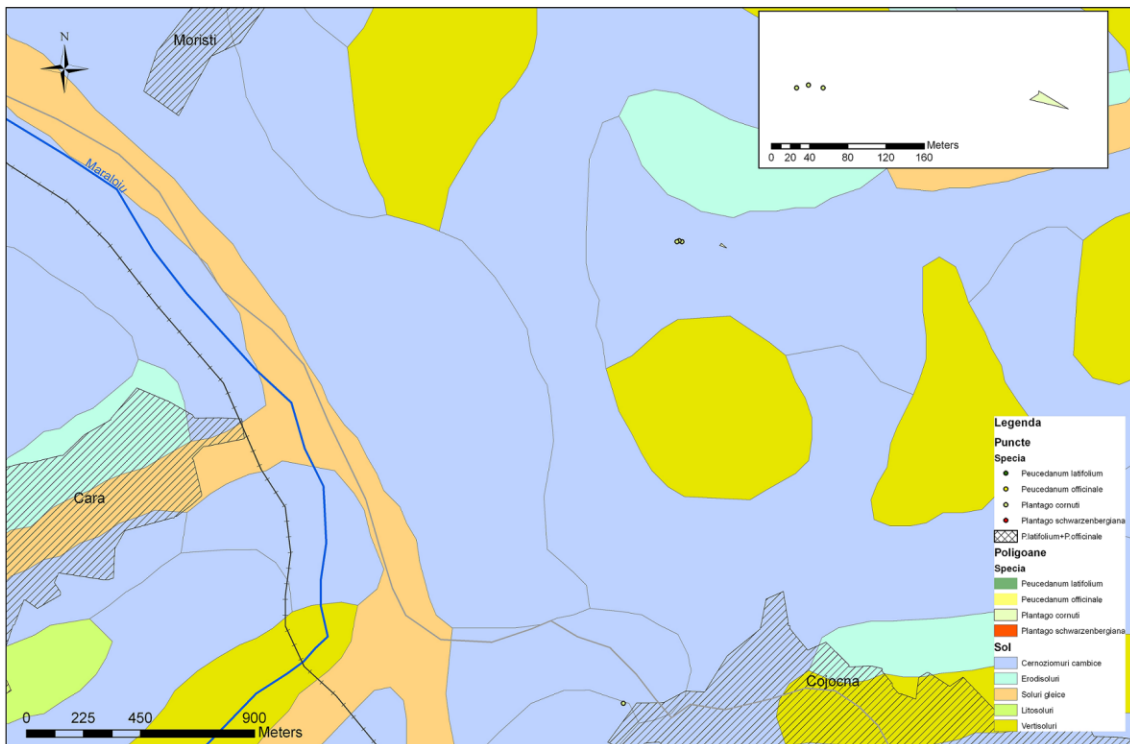 N
Moristi
Meters
0 20 40 80 120 160
Maraloiu
Cara
Cojocna
Legenda
Puncte
Specia
Peucedanum latifolium
Peucedanum officinale
Plantago cornuti
Plantago schwarzenbergiana
P.latifolium+P.officinale
Poligoane
Specia
Peucedanum latifolium
Peucedanum officinale
Plantago cornuti
Plantago schwarzenbergiana
Sol
Cernoziomuri cambice
Erodisoluri
Soluri gleice
Litosoluri
Vertisoluri
0 225 450 900
Meters